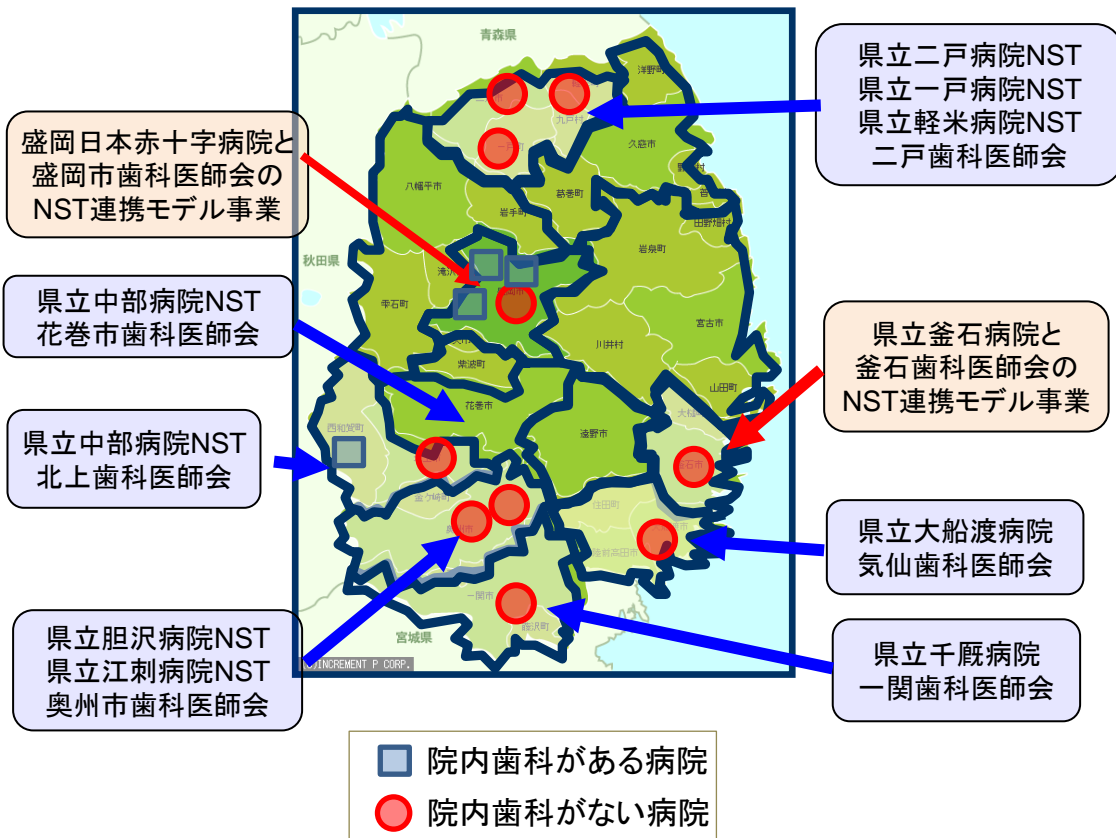 青森県
洋野町
九戸村
久慈市
八幡平市
葛巻町
岩手町
田野畑村
岩泉町
秋田県
雫石町
宮古市
川井村
紫波町
山田町
花巻市
西和賀町
遠野市
釜石市
金ケ崎町
奥州市
住田町
陸前高田市
一関市
藤沢町
宮城県
INCREMENT P CORP.
県立二戸病院NST
県立一戸病院NST
県立軽米病院NST
二戸歯科医師会
盛岡日本赤十字病院と
盛岡市歯科医師会の
NST連携モデル事業
県立中部病院NST
花巻市歯科医師会
県立釜石病院と
釜石歯科医師会の
NST連携モデル事業
県立中部病院NST
北上歯科医師会
県立大船渡病院
気仙歯科医師会
県立胆沢病院NST
県立江刺病院NST
奥州市歯科医師会
県立千厩病院
一関歯科医師会
院内歯科がある病院
院内歯科がない病院